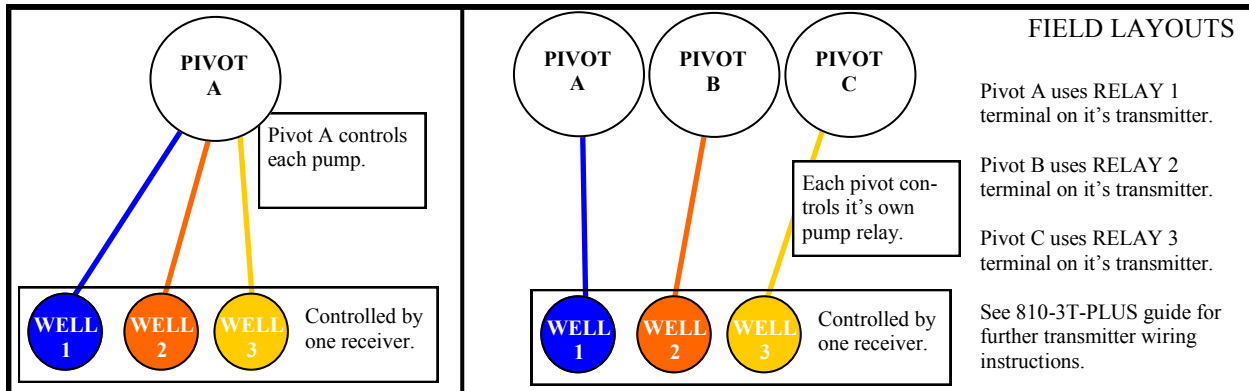 PIVOT
A
Pivot A controls
each pump.
WELL
1
WELL
2
WELL
3
Controlled by
one receiver.
PIVOT
A
PIVOT
B
PIVOT
C
Each pivot con-
trols it's own
pump relay.
WELL
1
WELL
2
WELL
3
Controlled by
one receiver.
FIELD LAYOUTS
Pivot A uses RELAY 1
terminal on it's transmitter.
Pivot B uses RELAY 2
terminal on it's transmitter.
Pivot C uses RELAY 3
terminal on it's transmitter.
See 810-3T-PLUS guide for
further transmitter wiring
instructions.